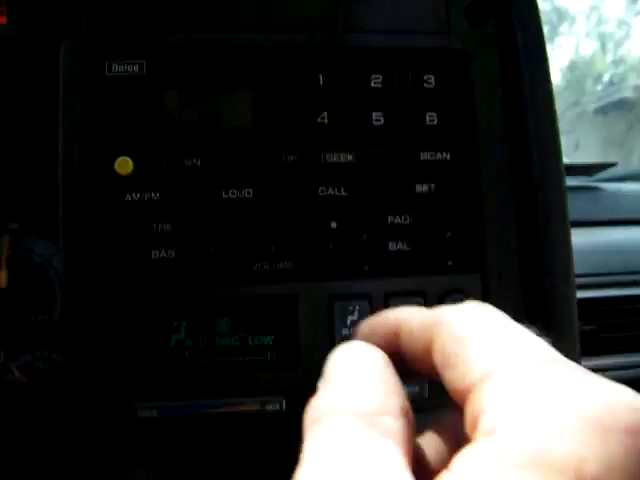 Delco
1 2 3
4 5 6
SEEK SCAN
AM/FM LOUD CALL SET
TRE FAD
BAS BAL
VOLUME
A/C REC LOW